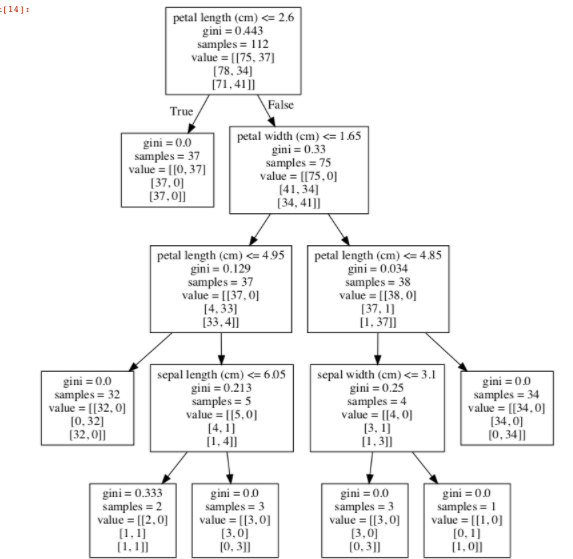 [14]:
petal length (cm) <= 2.6
gini = 0.443
samples = 112
value = [[75, 37]
[78, 34]
[71, 41]]
True
False
gini = 0.0
samples = 37
value = [[0, 37]
[37, 0]
[37, 0]]
petal width (cm) <= 1.65
gini = 0.33
samples = 75
value = [[75, 0]
[41, 34]
[34, 41]]
petal length (cm) <= 4.95
gini = 0.129
samples = 37
value = [[37, 0]
[4, 33]
[33, 4]]
petal length (cm) <= 4.85
gini = 0.034
samples = 38
value = [[38, 0]
[37, 1]
[1, 37]]
gini = 0.0
samples = 32
value = [[32, 0]
[0, 32]
[32, 0]]
sepal length (cm) <= 6.05
gini = 0.213
samples = 5
value = [[5, 0]
[4, 1]
[1, 4]]
sepal width (cm) <= 3.1
gini = 0.25
samples = 4
value = [[4, 0]
[3, 1]
[1, 3]]
gini = 0.0
samples = 34
value = [[34, 0]
[34, 0]
[0, 34]]
gini = 0.333
samples = 2
value = [[2, 0]
[1, 1]
[1, 1]]
gini = 0.0
samples = 3
value = [[3, 0]
[3, 0]
[0, 3]]
gini = 0.0
samples = 3
value = [[3, 0]
[3, 0]
[0, 3]]
gini = 0.0
samples = 1
value = [[1, 0]
[0, 1]
[1, 0]]